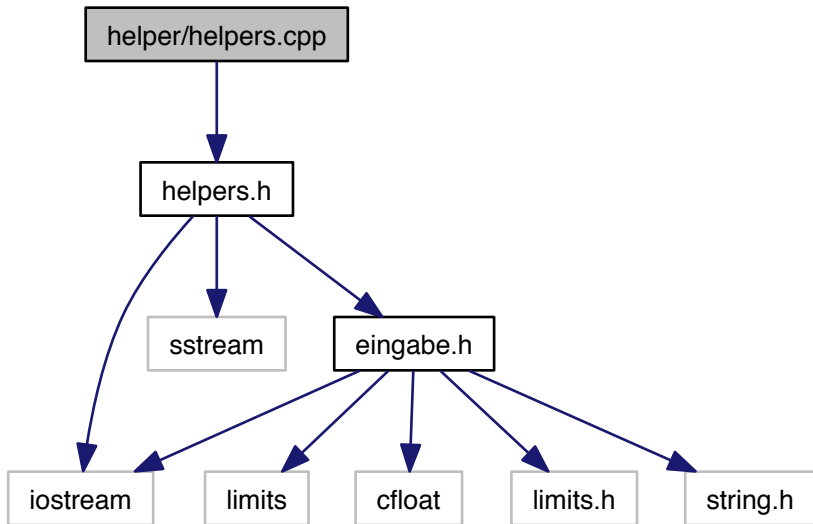 helper/helpers.cpp
helpers.h
sstream
eingabe.h
iostream
limits
cfloat
limits.h
string.h